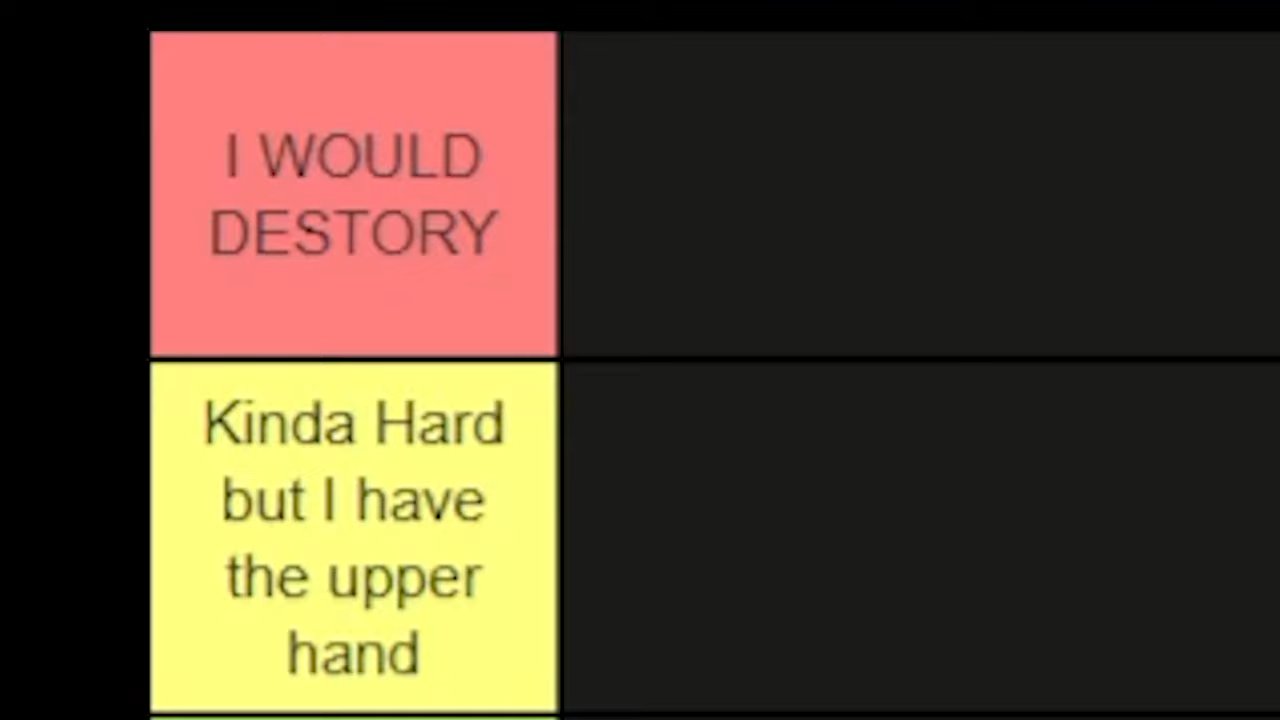 I WOULD
DESTORY
Kinda Hard
but I have
the upper
hand